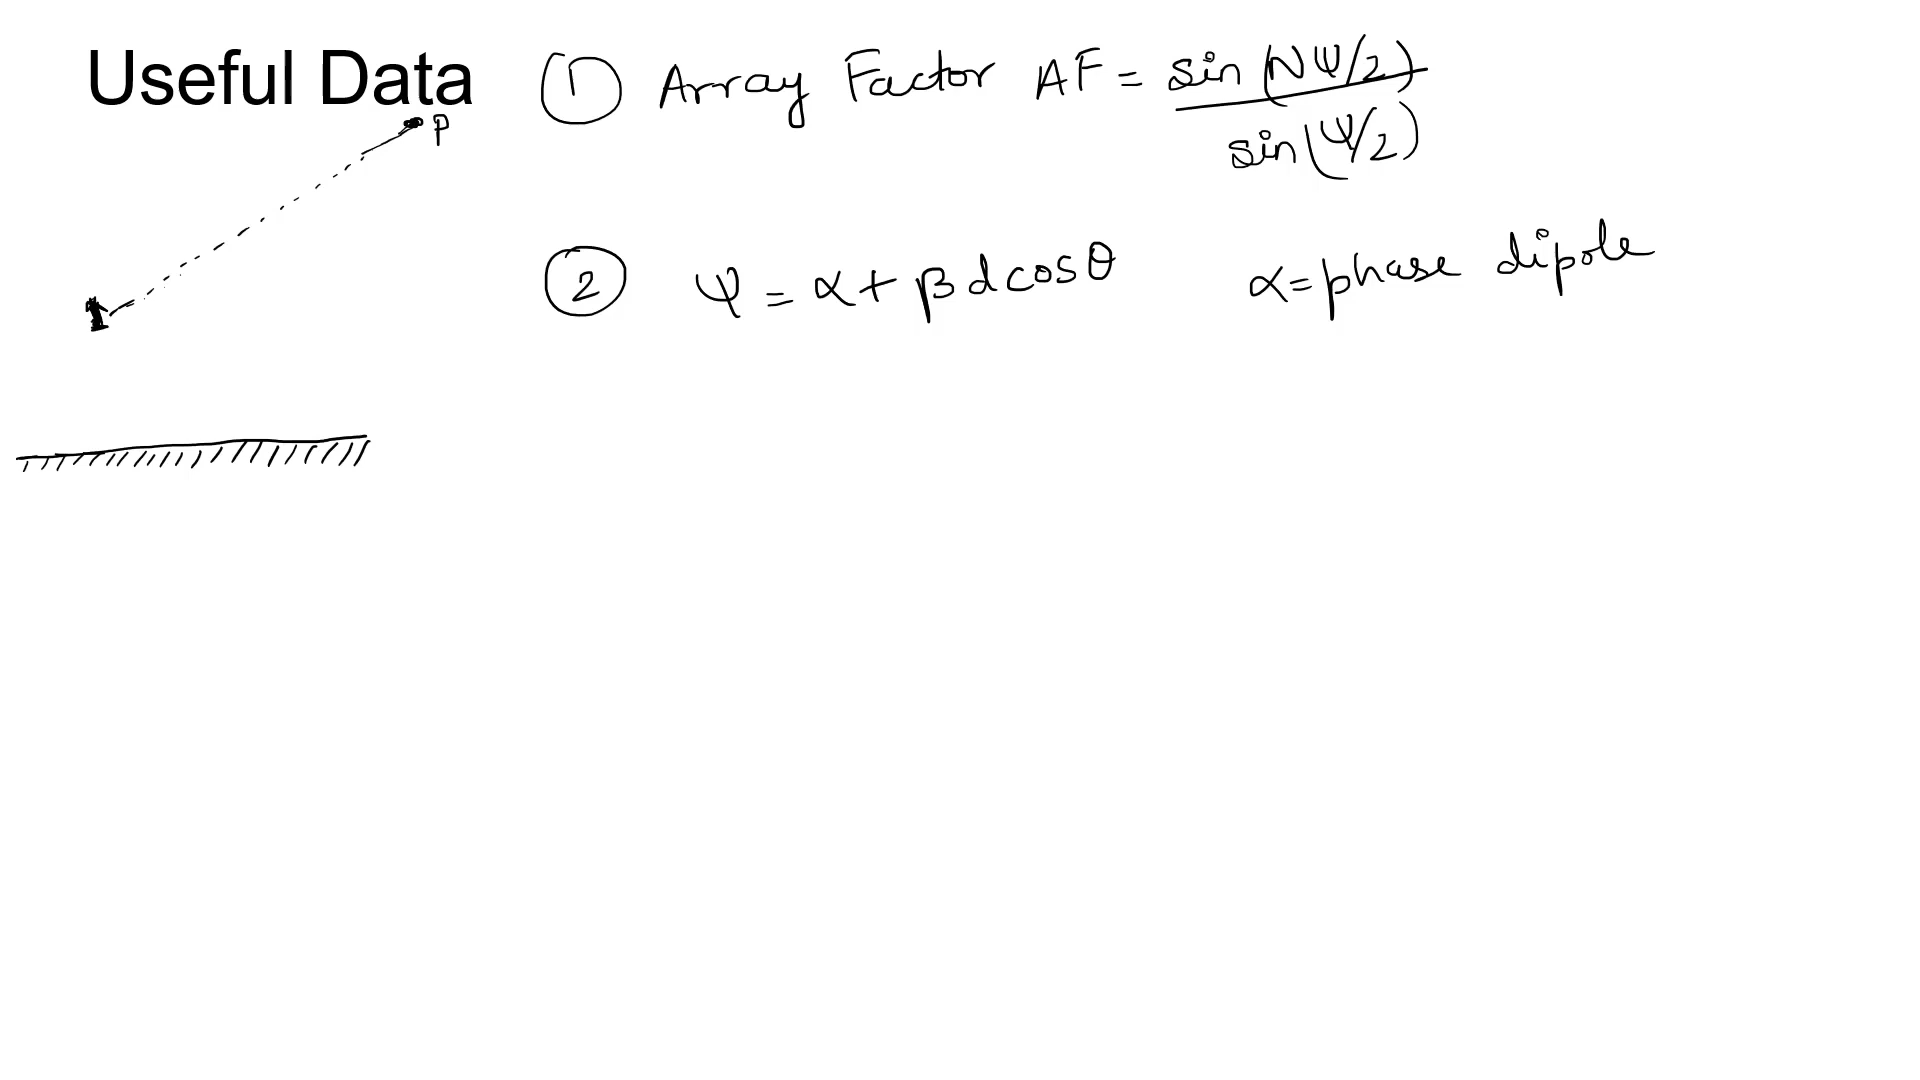 Useful Data
① Array Factor AF = sin(Nψ/2) / sin(ψ/2)
P
② ψ = α + βd cosθ α = phase dipole